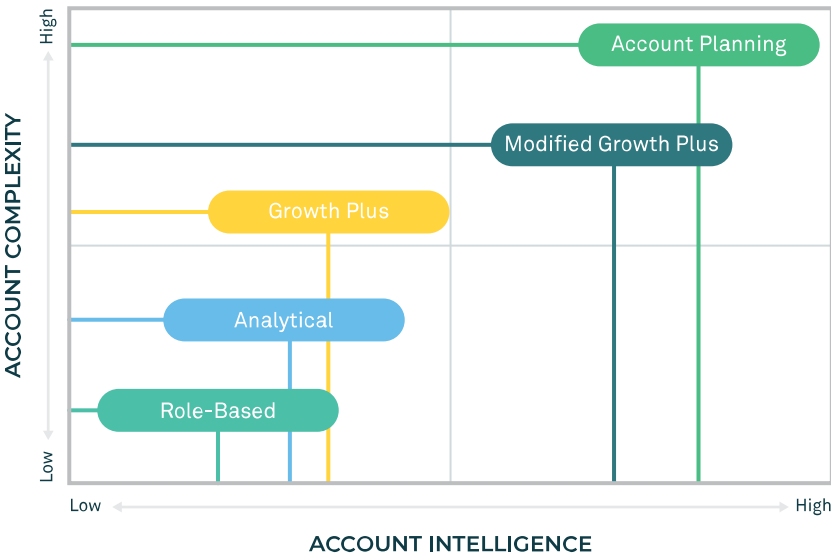 High
Account Planning
Modified Growth Plus
Growth Plus
Analytical
Role-Based
Low
ACCOUNT COMPLEXITY
Low
High
ACCOUNT INTELLIGENCE